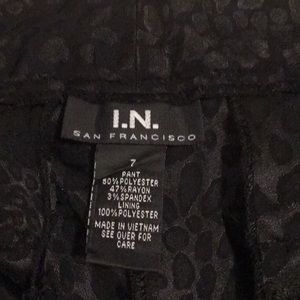 I.N.
SAN FRANCISCO
7
PANT
50%POLYESTER
47%RAYON
3%SPANDEX
LINING
100%POLYESTER
MADE IN VIETNAM
SEE OVER FOR
CARE